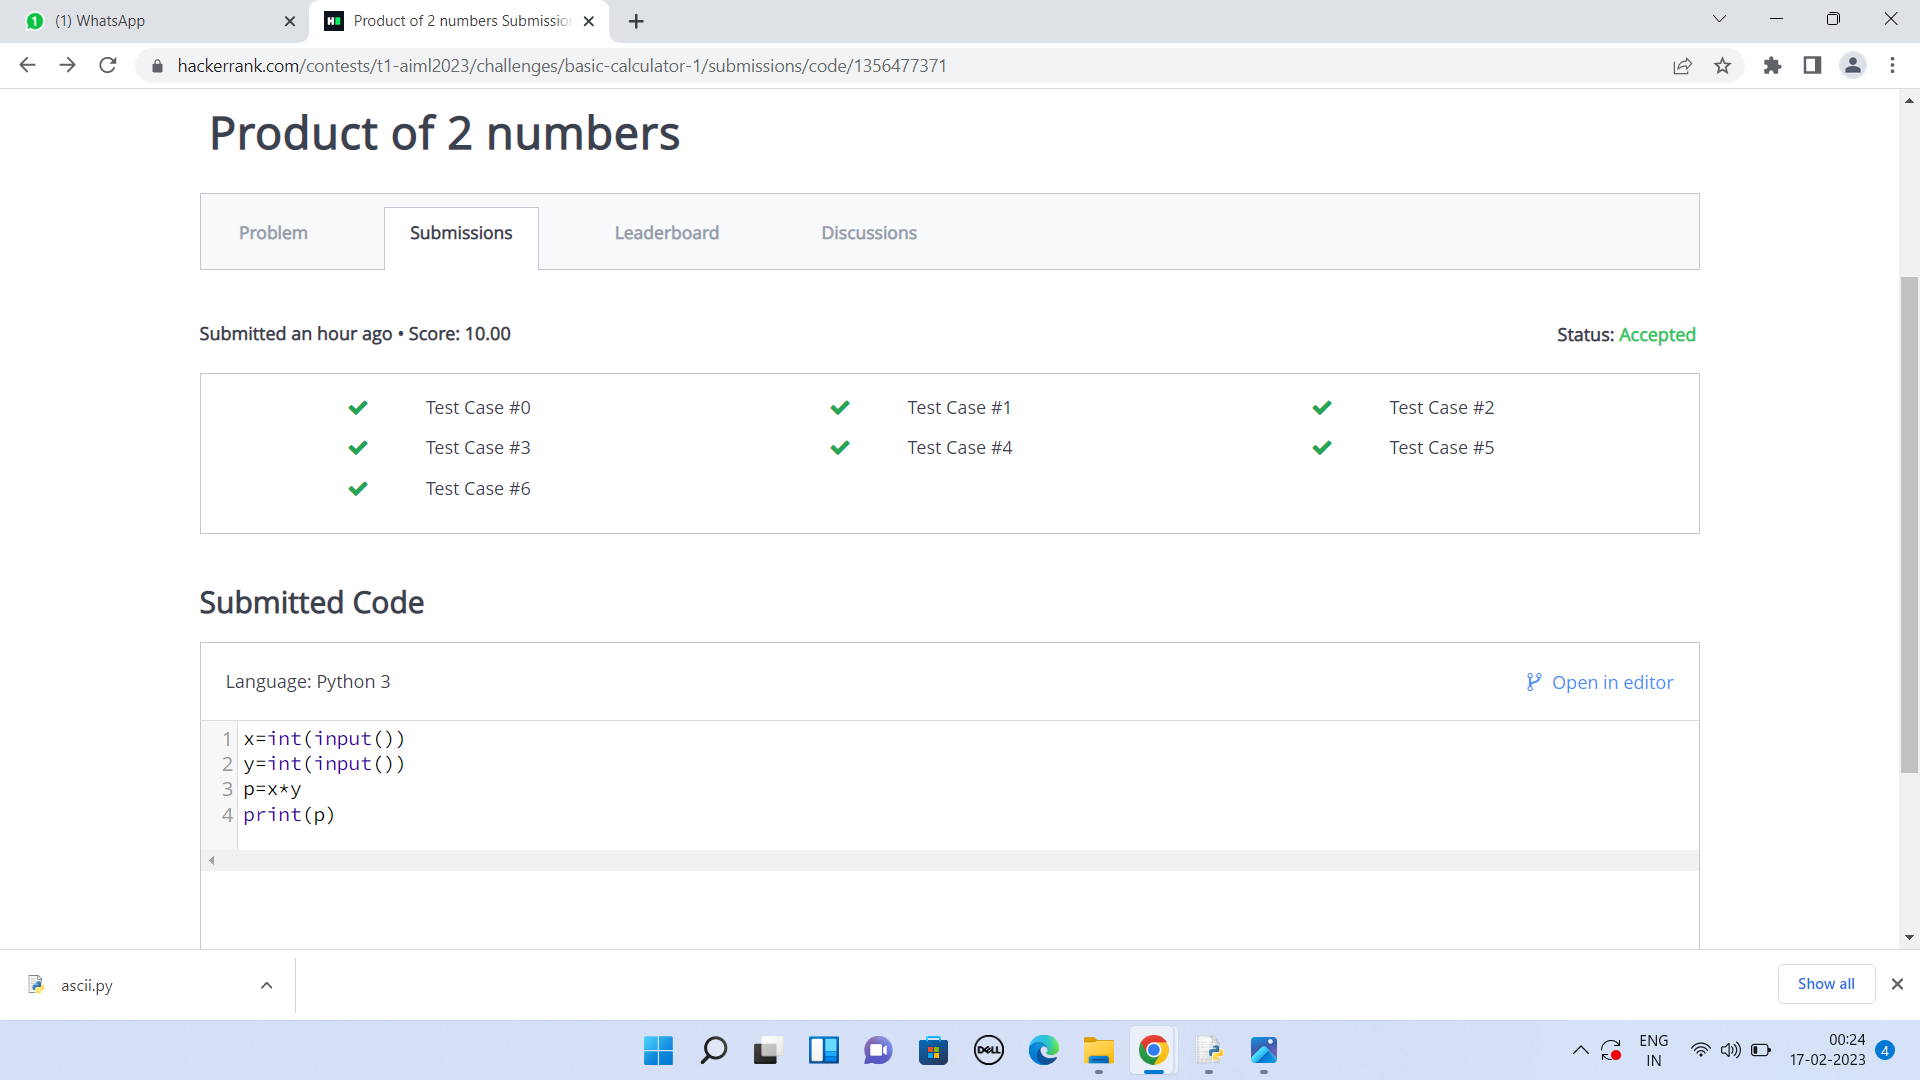 (1) WhatsApp
Product of 2 numbers Submissio
hackerrank.com/contests/t1-aiml2023/challenges/basic-calculator-1/submissions/code/1356477371
Product of 2 numbers
Problem Submissions Leaderboard Discussions
Submitted an hour ago • Score: 10.00 Status: Accepted
Test Case #0 Test Case #1 Test Case #2
Test Case #3 Test Case #4 Test Case #5
Test Case #6
Submitted Code
Language: Python 3 Open in editor
1 x=int(input())
2 y=int(input())
3 p=x*y
4 print(p)
ascii.py Show all
DELL
ENG 00:24
IN 17-02-2023 4